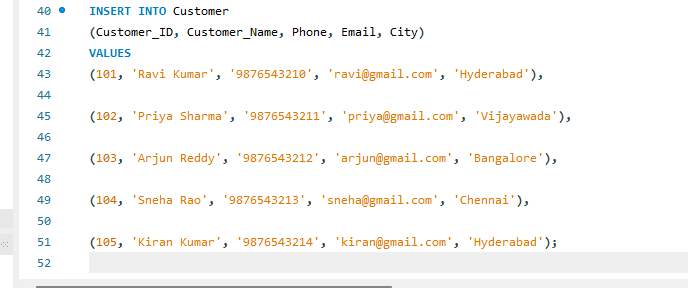 40 INSERT INTO Customer
41 (Customer_ID, Customer_Name, Phone, Email, City)
42 VALUES
43 (101, 'Ravi Kumar', '9876543210', 'ravi@gmail.com', 'Hyderabad'),
44
45 (102, 'Priya Sharma', '9876543211', 'priya@gmail.com', 'Vijayawada'),
46
47 (103, 'Arjun Reddy', '9876543212', 'arjun@gmail.com', 'Bangalore'),
48
49 (104, 'Sneha Rao', '9876543213', 'sneha@gmail.com', 'Chennai'),
50
51 (105, 'Kiran Kumar', '9876543214', 'kiran@gmail.com', 'Hyderabad');
52